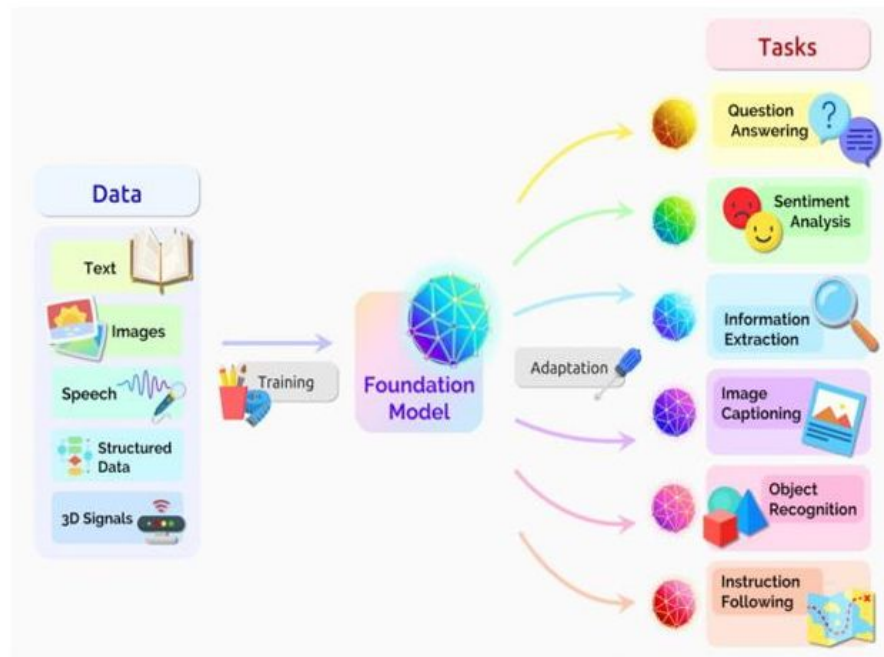 Tasks
Question
Answering
Sentiment
Analysis
Data
Text
Images
Speech
Structured
Data
3D Signals
Training
Foundation
Model
Adaptation
Information
Extraction
Image
Captioning
Object
Recognition
Instruction
Following